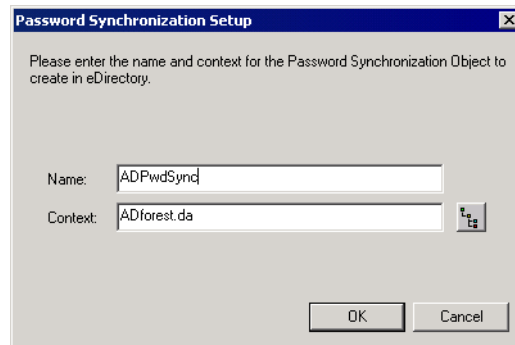 Password Synchronization Setup
Please enter the name and context for the Password Synchronization Object to
create in eDirectory.
Name: ADPwdSync
Context: ADforest.da
OK Cancel